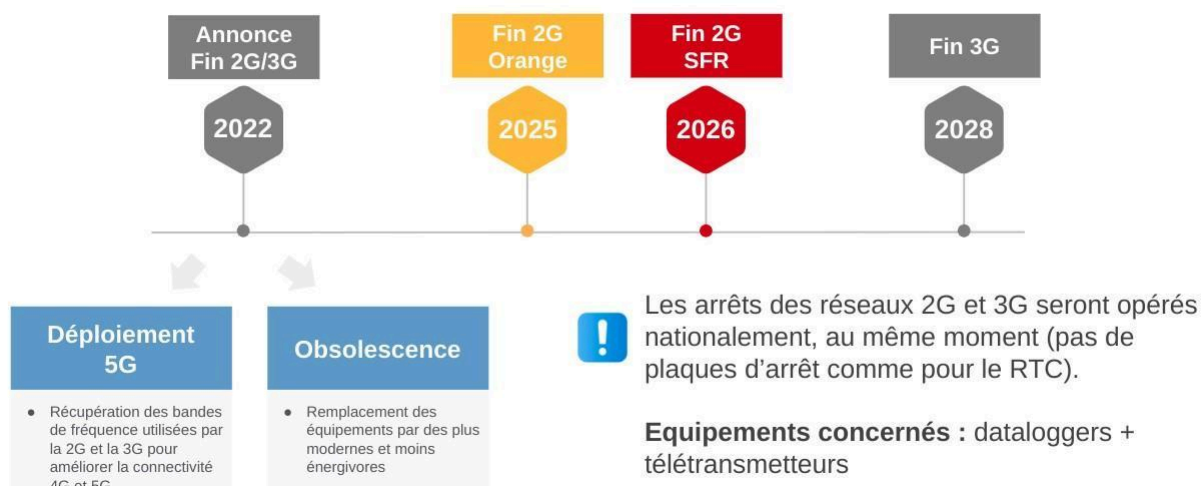 Annonce
Fin 2G/3G
Fin 2G
Orange
Fin 2G
SFR
Fin 3G
2022
2025
2026
2028
Déploiement
5G
● Récupération des bandes
de fréquence utilisées par
la 2G et la 3G pour
améliorer la connectivité
4G et 5G
Obsolescence
● Remplacement des
équipements par des plus
modernes et moins
énergivores
!
Les arrêts des réseaux 2G et 3G seront opérés
nationalement, au même moment (pas de
plaques d’arrêt comme pour le RTC).
Equipements concernés : dataloggers +
télétransmetteurs